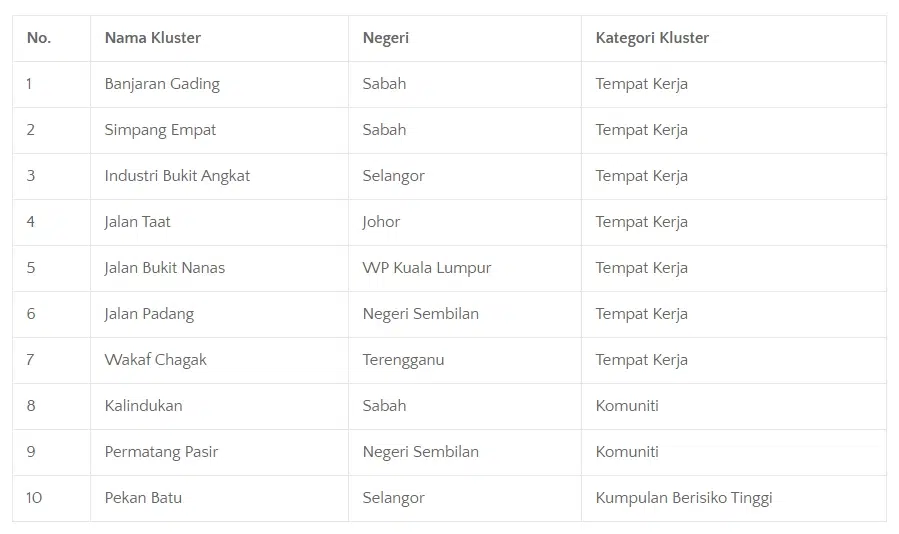 No. Nama Kluster Negeri Kategori Kluster
1 Banjaran Gading Sabah Tempat Kerja
2 Simpang Empat Sabah Tempat Kerja
3 Industri Bukit Angkat Selangor Tempat Kerja
4 Jalan Taat Johor Tempat Kerja
5 Jalan Bukit Nanas WP Kuala Lumpur Tempat Kerja
6 Jalan Padang Negeri Sembilan Tempat Kerja
7 Wakaf Chagak Terengganu Tempat Kerja
8 Kalindukan Sabah Komuniti
9 Permatang Pasir Negeri Sembilan Komuniti
10 Pekan Batu Selangor Kumpulan Berisiko Tinggi